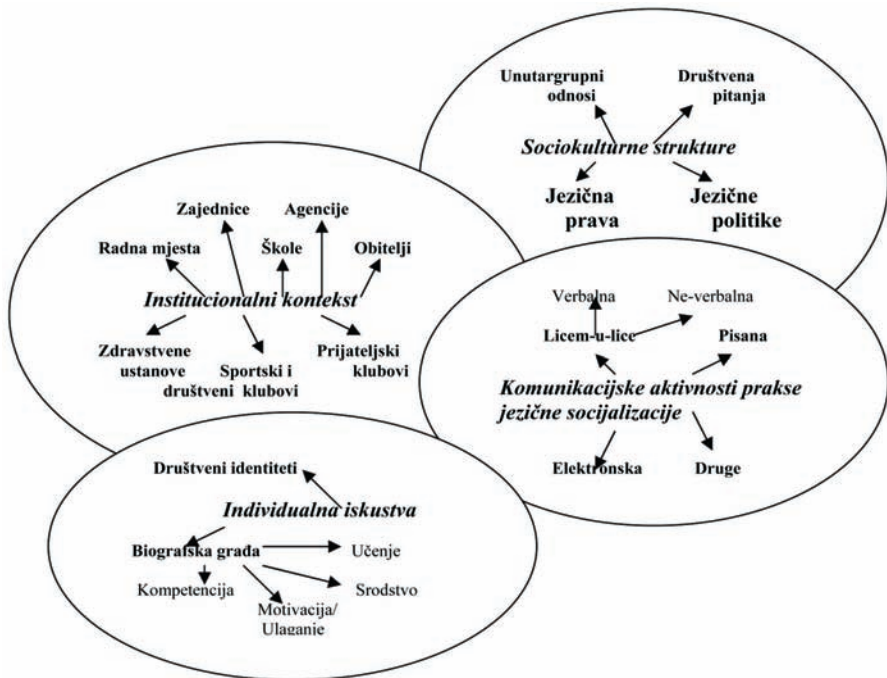 Unutargrupni
odnosi
Društvena
pitanja
Sociokulturne strukture
Jezična
prava
Jezične
politike
Zajednice
Agencije
Radna mjesta
Škole
Obitelji
Institucionalni kontekst
Zdravstvene
ustanove
Sportski i
društveni klubovi
Prijateljski
klubovi
Verbalna
Ne-verbalna
Licem-u-lice
Pisana
Komunikacijske aktivnosti prakse
jezične socijalizacije
Elektronska
Druge
Društveni identiteti
Individualna iskustva
Biografska građa
Učenje
Kompetencija
Srodstvo
Motivacija/
Ulaganje